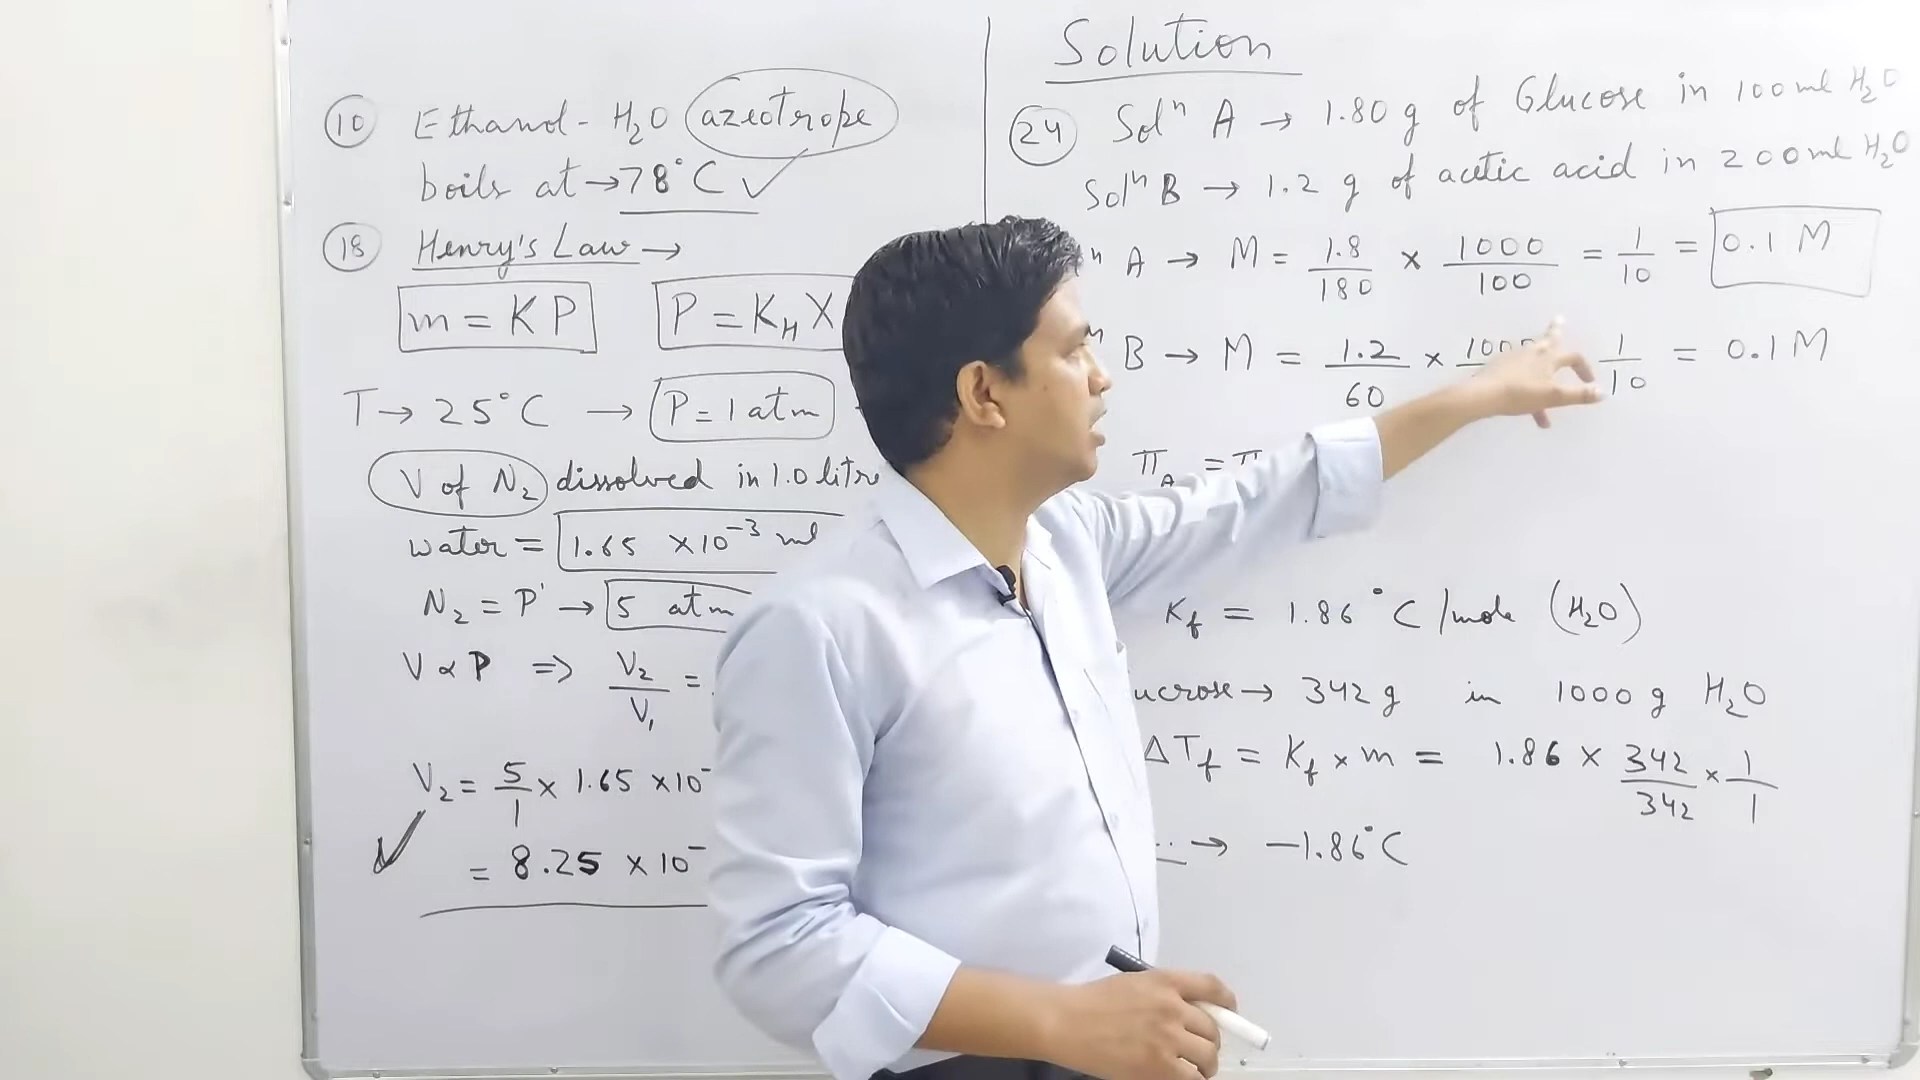 (10) Ethanol - H₂O azeotrope
boils at → 78°C ✓
(18) Henry's Law →
m = KP P = K_H X
T → 25°C → P = 1 atm
V of N₂ dissolved in 1.0 litre
water = 1.65 × 10⁻³ ml
N₂ = P' → 5 atm
V ∝ P ⇒ V₂/V₁ =
V₂ = 5/1 × 1.65 × 10⁻
✓ = 8.25 × 10⁻
Solution
(24) Solⁿ A → 1.80 g of Glucose in 100 ml H₂O
Solⁿ B → 1.2 g of acetic acid in 200 ml H₂O
ⁿ A → M = 1.8/180 × 1000/100 = 1/10 = 0.1 M
ⁿ B → M = 1.2/60 × 1000 1/10 = 0.1 M
π_A = π
K_f = 1.86 °C /mole (H₂O)
ucrose → 342 g in 1000 g H₂O
ΔT_f = K_f × m = 1.86 × 342/342 × 1/1
→ -1.86°C